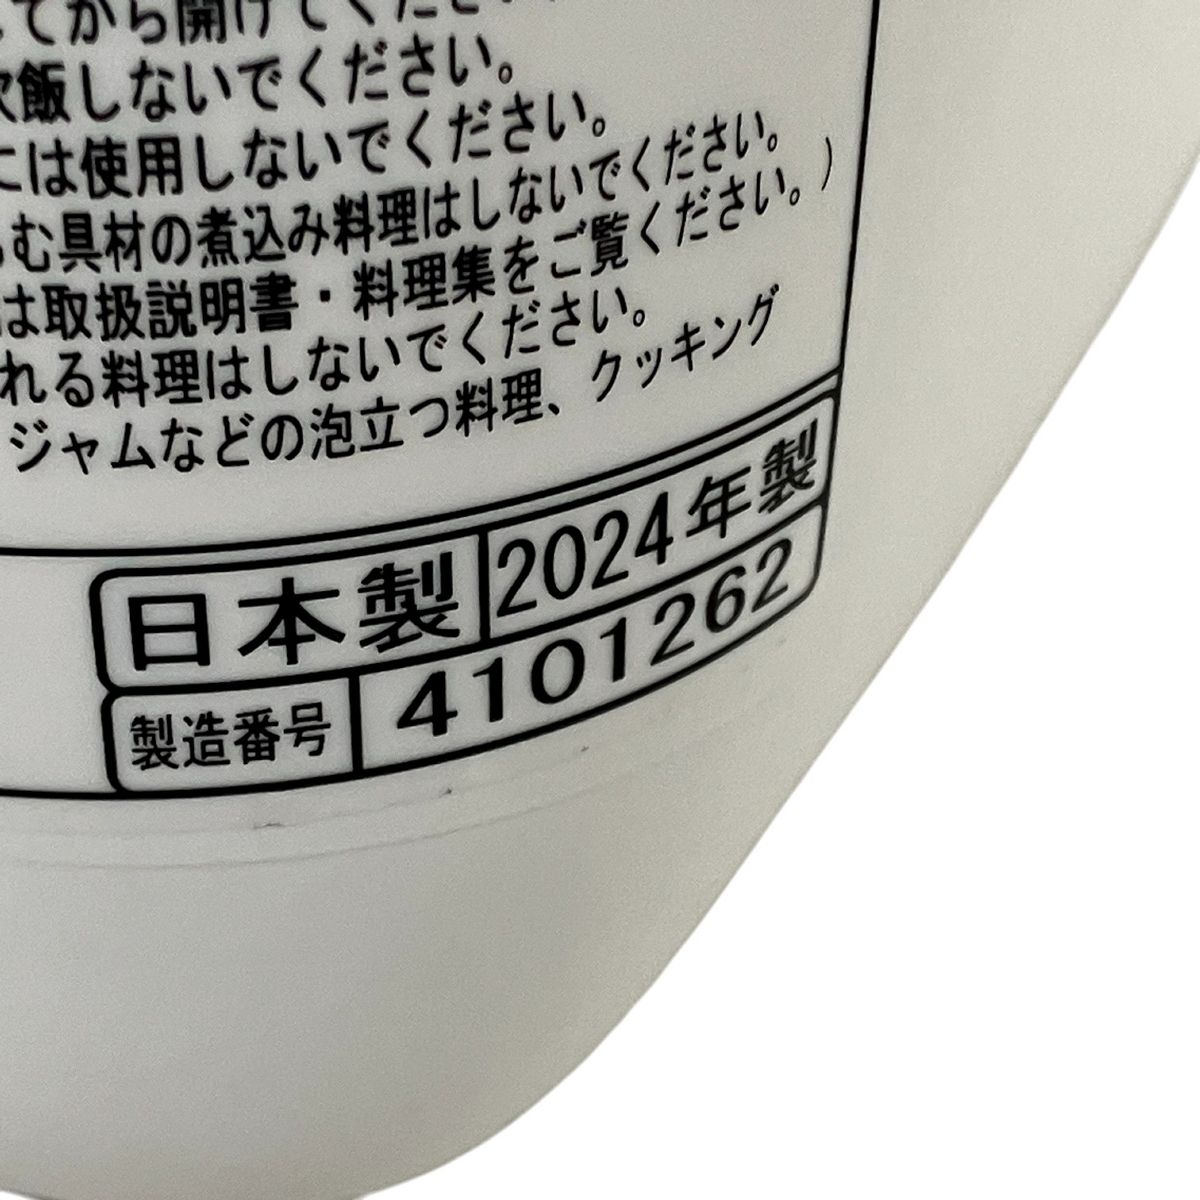 てから開けてください
炊飯しないでください。
には使用しないでください。
む具材の煮込み料理はしないでください。
は取扱説明書・料理集をご覧ください。)
れる料理はしないでください。
ジャムなどの泡立つ料理、クッキング
日本製 2024年製
製造番号 4101262